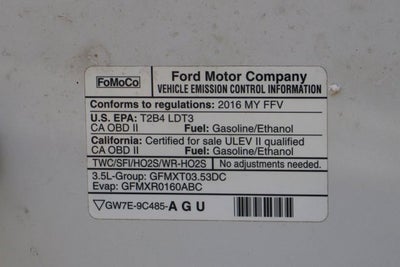 FoMoCo
Ford Motor Company
VEHICLE EMISSION CONTROL INFORMATION
Conforms to regulations: 2016 MY FFV
U.S. EPA: T2B4 LDT3
CA OBD II Fuel: Gasoline/Ethanol
California: Certified for sale ULEV II qualified
CA OBD II Fuel: Gasoline/Ethanol
TWC/SFI/HO2S/WR-HO2S No adjustments needed.
3.5L-Group: GFMXT03.53DC
Evap: GFMXR0160ABC
GW7E-9C485-AGU